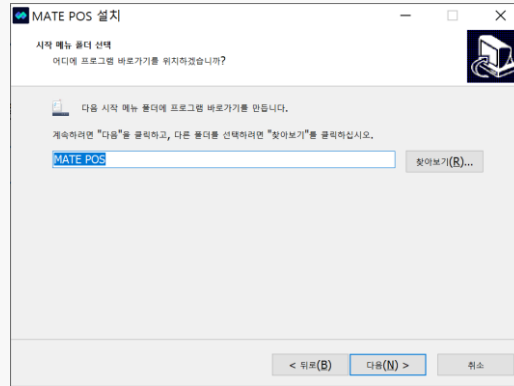 MATE POS 설치
시작 메뉴 폴더 선택
어디에 프로그램 바로가기를 위치하겠습니까?
다음 시작 메뉴 폴더에 프로그램 바로가기를 만듭니다.
계속하려면 "다음"을 클릭하고, 다른 폴더를 선택하려면 "찾아보기"를 클릭하십시오.
MATE POS
찾아보기(R)...
< 뒤로(B)
다음(N) >
취소